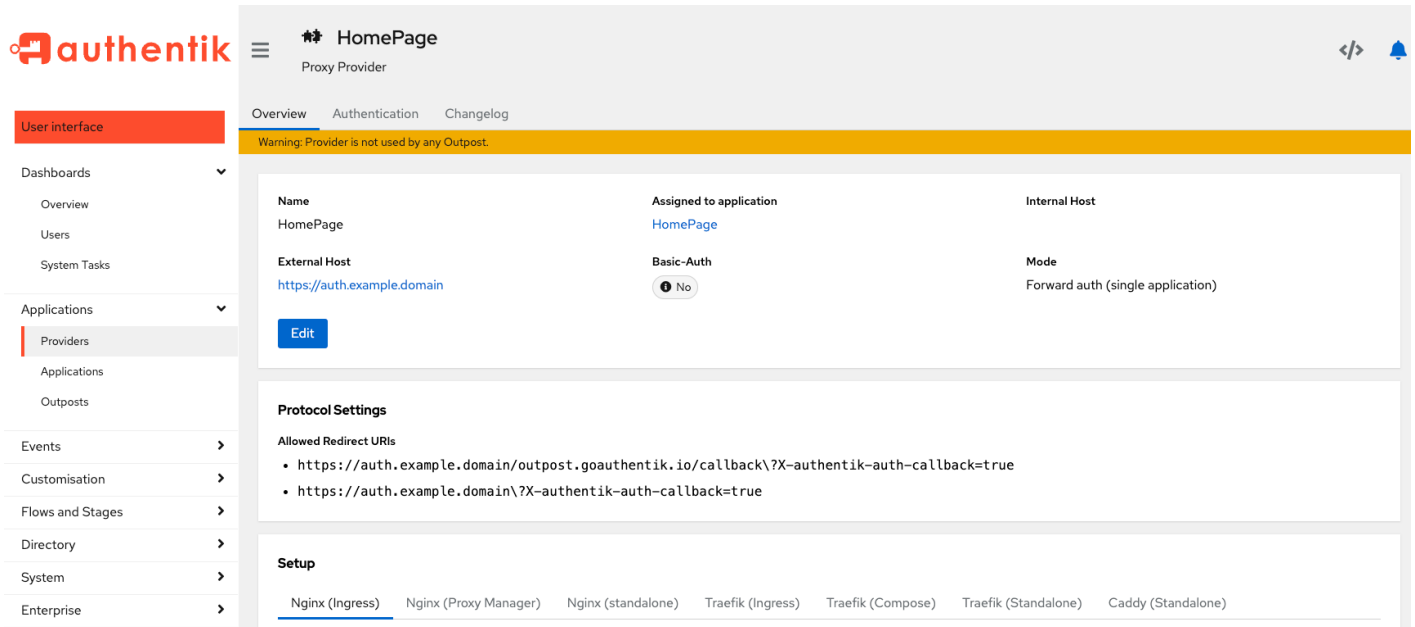 authentik
User interface
Dashboards
Overview
Users
System Tasks
Applications
Providers
Applications
Outposts
Events
Customisation
Flows and Stages
Directory
System
Enterprise
HomePage
Proxy Provider
</>
Overview Authentication Changelog
Warning: Provider is not used by any Outpost.
Name Assigned to application Internal Host
HomePage HomePage
External Host Basic-Auth Mode
https://auth.example.domain No Forward auth (single application)
Edit
Protocol Settings
Allowed Redirect URIs
• https://auth.example.domain/outpost.goauthentik.io/callback\?X-authentik-auth-callback=true
• https://auth.example.domain\?X-authentik-auth-callback=true
Setup
Nginx (Ingress) Nginx (Proxy Manager) Nginx (standalone) Traefik (Ingress) Traefik (Compose) Traefik (Standalone) Caddy (Standalone)